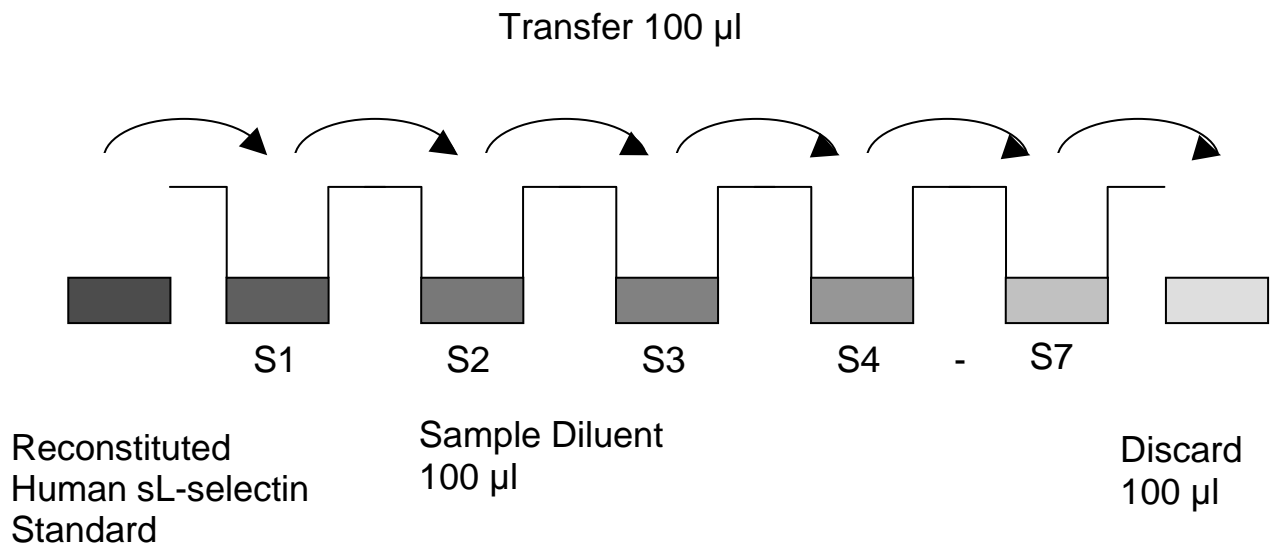 Transfer 100 µl
S1 S2 S3 S4 - S7
Reconstituted
Human sL-selectin
Standard
Sample Diluent
100 µl
Discard
100 µl